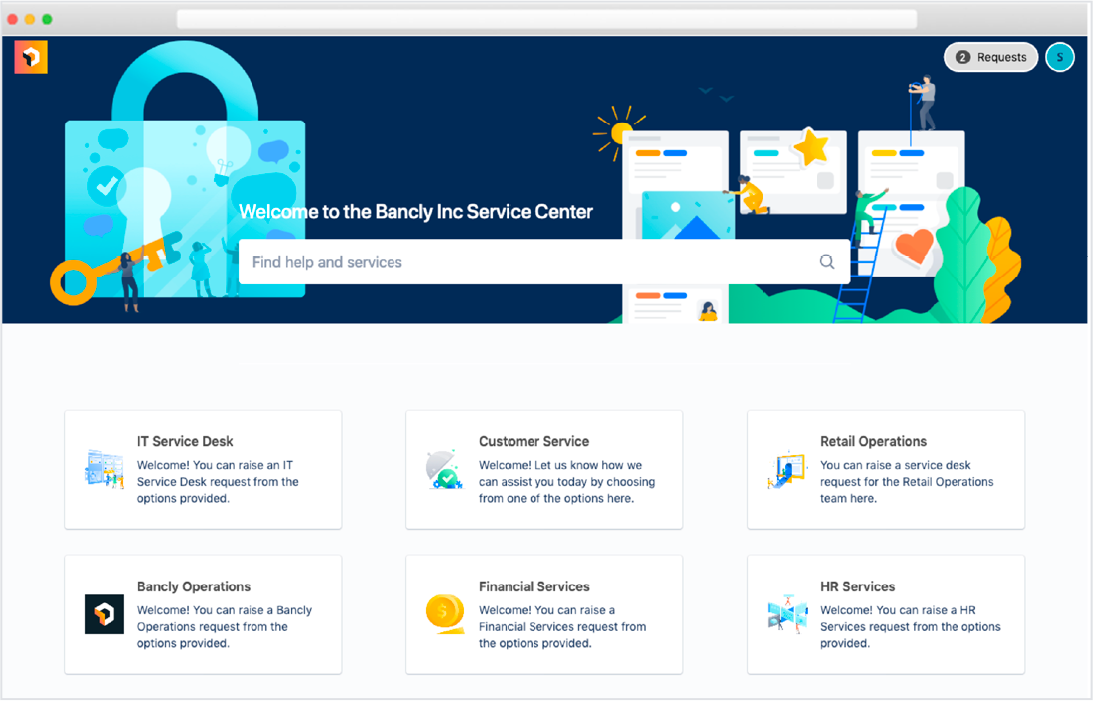 2 Requests
S
Welcome to the Bancly Inc Service Center
Find help and services
IT Service Desk
Welcome! You can raise an IT
Service Desk request from the
options provided.
Customer Service
Welcome! Let us know how we
can assist you today by choosing
from one of the options here.
Retail Operations
You can raise a service desk
request for the Retail Operations
team here.
Bancly Operations
Welcome! You can raise a Bancly
Operations request from the
options provided.
Financial Services
Welcome! You can raise a
Financial Services request from
the options provided.
HR Services
Welcome! You can raise a HR
Services request from the options
provided.